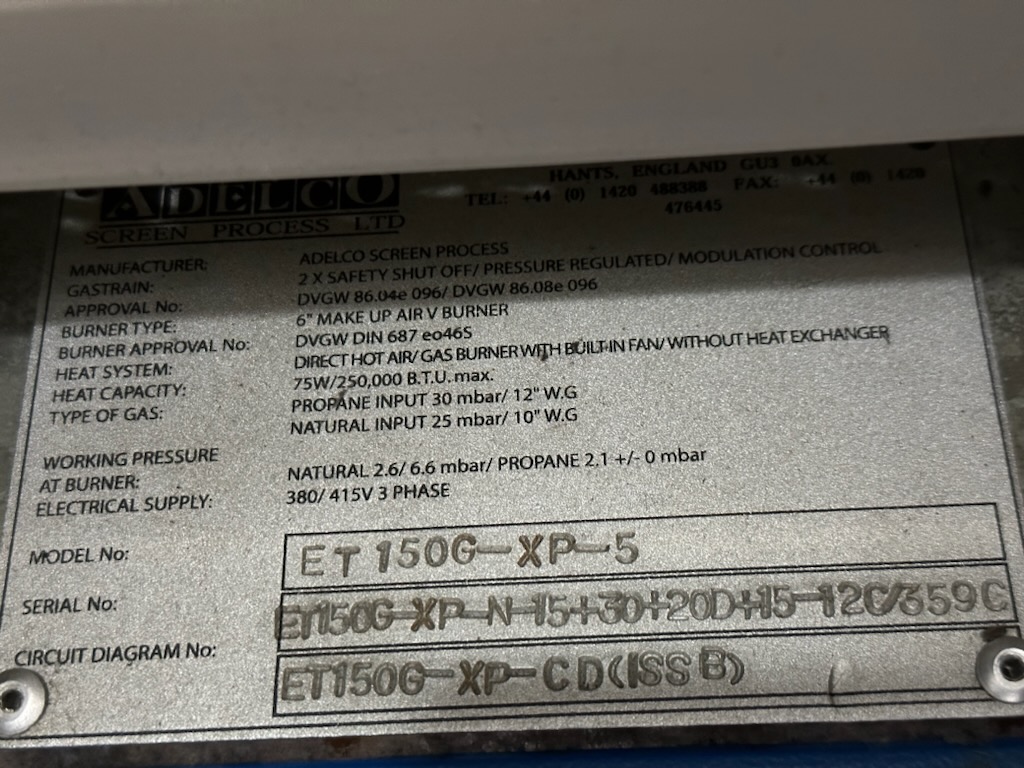 ADELCO
SCREEN PROCESS LTD
HANTS, ENGLAND GU3 9AX.
TEL: +44 (0) 1420 488388 FAX: +44 (0) 1420
476445
MANUFACTURER: ADELCO SCREEN PROCESS
GASTRAIN: 2 X SAFETY SHUT OFF/ PRESSURE REGULATED/ MODULATION CONTROL
APPROVAL No: DVGW 86.04e 096/ DVGW 86.08e 096
BURNER TYPE: 6" MAKE UP AIR V BURNER
BURNER APPROVAL No: DVGW DIN 687 eo46S
HEAT SYSTEM: DIRECT HOT AIR/ GAS BURNER WITH BUILT-IN FAN/ WITHOUT HEAT EXCHANGER
HEAT CAPACITY: 75W/250,000 B.T.U. max.
TYPE OF GAS: PROPANE INPUT 30 mbar/ 12" W.G
NATURAL INPUT 25 mbar/ 10" W.G
WORKING PRESSURE
AT BURNER: NATURAL 2.6/ 6.6 mbar/ PROPANE 2.1 +/- 0 mbar
ELECTRICAL SUPPLY: 380/ 415V 3 PHASE
MODEL No: ET 150G-XP-5
SERIAL No: ET150G-XP-N-15+30+20D+15-12C/359C
CIRCUIT DIAGRAM No: ET150G-XP-CD(ISS B)